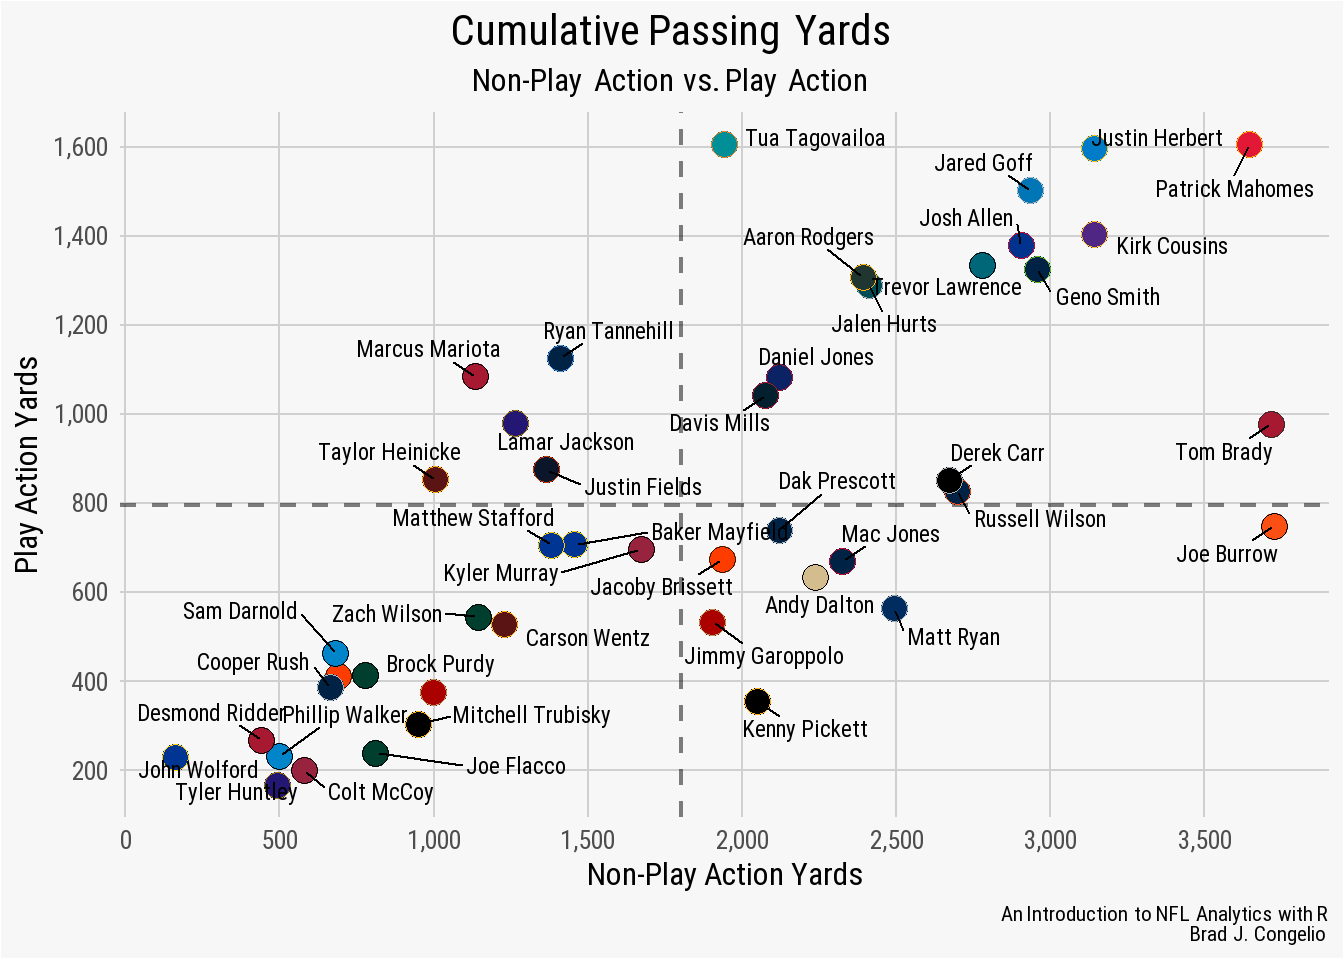 Cumulative Passing Yards
Non-Play Action vs. Play Action
Play Action Yards
1,600
1,400
1,200
1,000
800
600
400
200
Tua Tagovailoa
Justin Herbert
Jared Goff
Patrick Mahomes
Josh Allen
Aaron Rodgers
Kirk Cousins
Trevor Lawrence
Geno Smith
Jalen Hurts
Ryan Tannehill
Marcus Mariota
Daniel Jones
Davis Mills
Lamar Jackson
Taylor Heinicke
Tom Brady
Derek Carr
Justin Fields
Dak Prescott
Matthew Stafford
Russell Wilson
Baker Mayfield
Mac Jones
Joe Burrow
Kyler Murray
Jacoby Brissett
Andy Dalton
Sam Darnold
Zach Wilson
Carson Wentz
Matt Ryan
Jimmy Garoppolo
Cooper Rush
Brock Purdy
Desmond Ridder
Phillip Walker
Mitchell Trubisky
Kenny Pickett
John Wolford
Joe Flacco
Tyler Huntley
Colt McCoy
0
500
1,000
1,500
2,000
2,500
3,000
3,500
Non-Play Action Yards
An Introduction to NFL Analytics with R
Brad J. Congelio